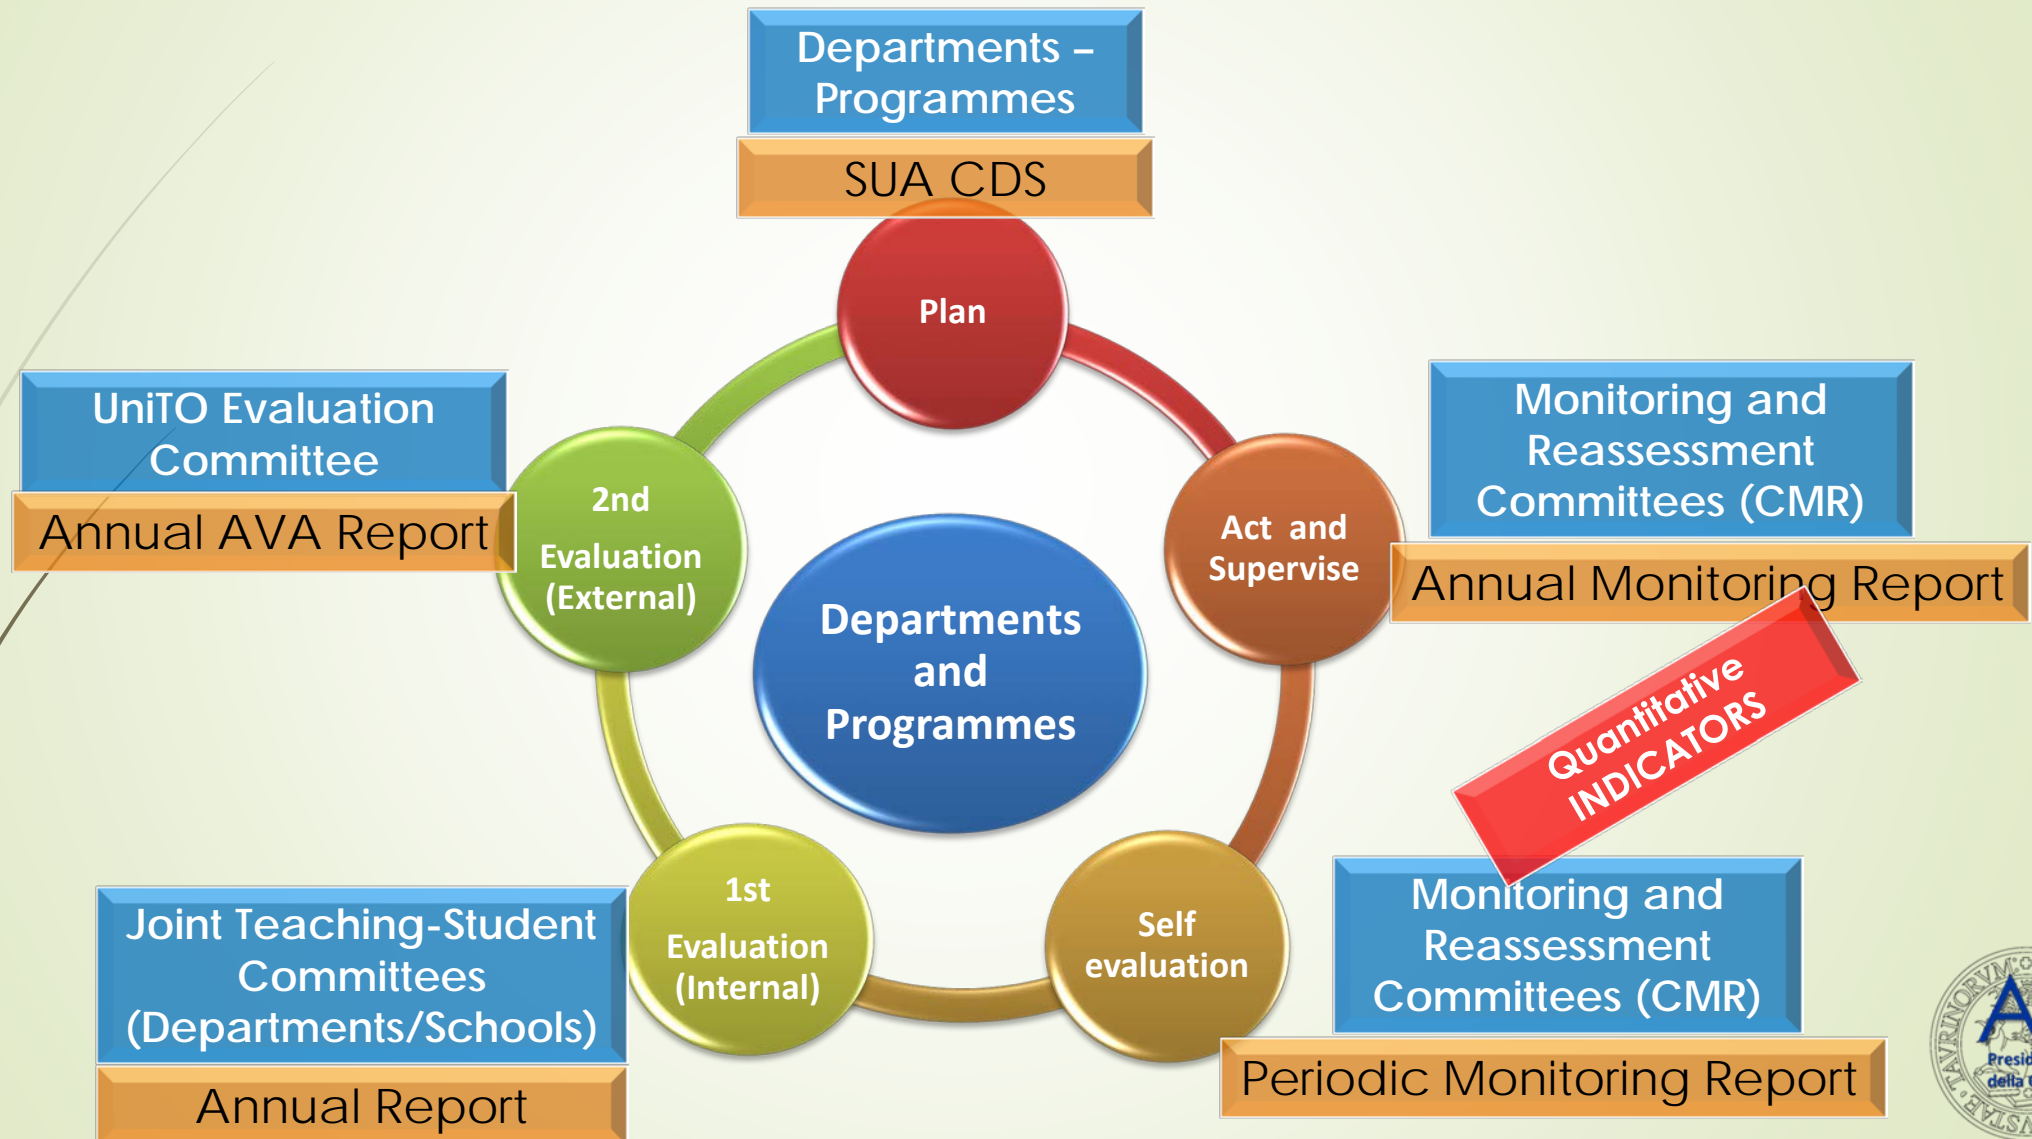 Departments –
Programmes
SUA CDS
Plan
UniTO Evaluation
Committee
Annual AVA Report
2nd
Evaluation
(External)
Monitoring and
Reassessment
Committees (CMR)
Annual Monitoring Report
Act and
Supervise
Departments
and
Programmes
Quantitative
INDICATORS
Joint Teaching-Student
Committees
(Departments/Schools)
Annual Report
1st
Evaluation
(Internal)
Self
evaluation
Monitoring and
Reassessment
Committees (CMR)
Periodic Monitoring Report
della